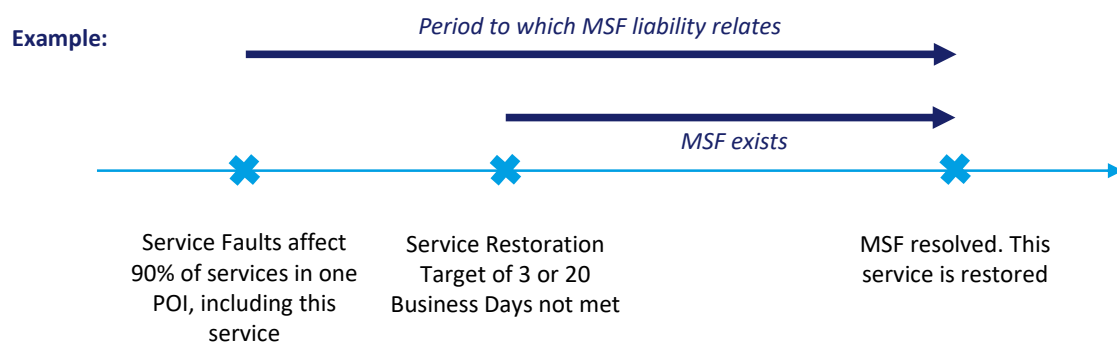 Period to which MSF liability relates
Example:
MSF exists
Service Faults affect
90% of services in one
POI, including this
service
Service Restoration
Target of 3 or 20
Business Days not met
MSF resolved. This
service is restored